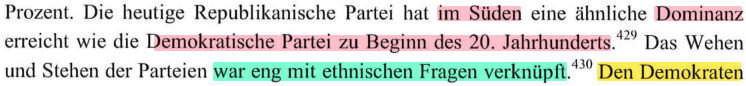 Prozent. Die heutige Republikanische Partei hat im Süden eine ähnliche Dominanz
erreicht wie die Demokratische Partei zu Beginn des 20. Jahrhunderts.⁴²⁹ Das Wehen
und Stehen der Parteien war eng mit ethnischen Fragen verknüpft.⁴³⁰ Den Demokraten